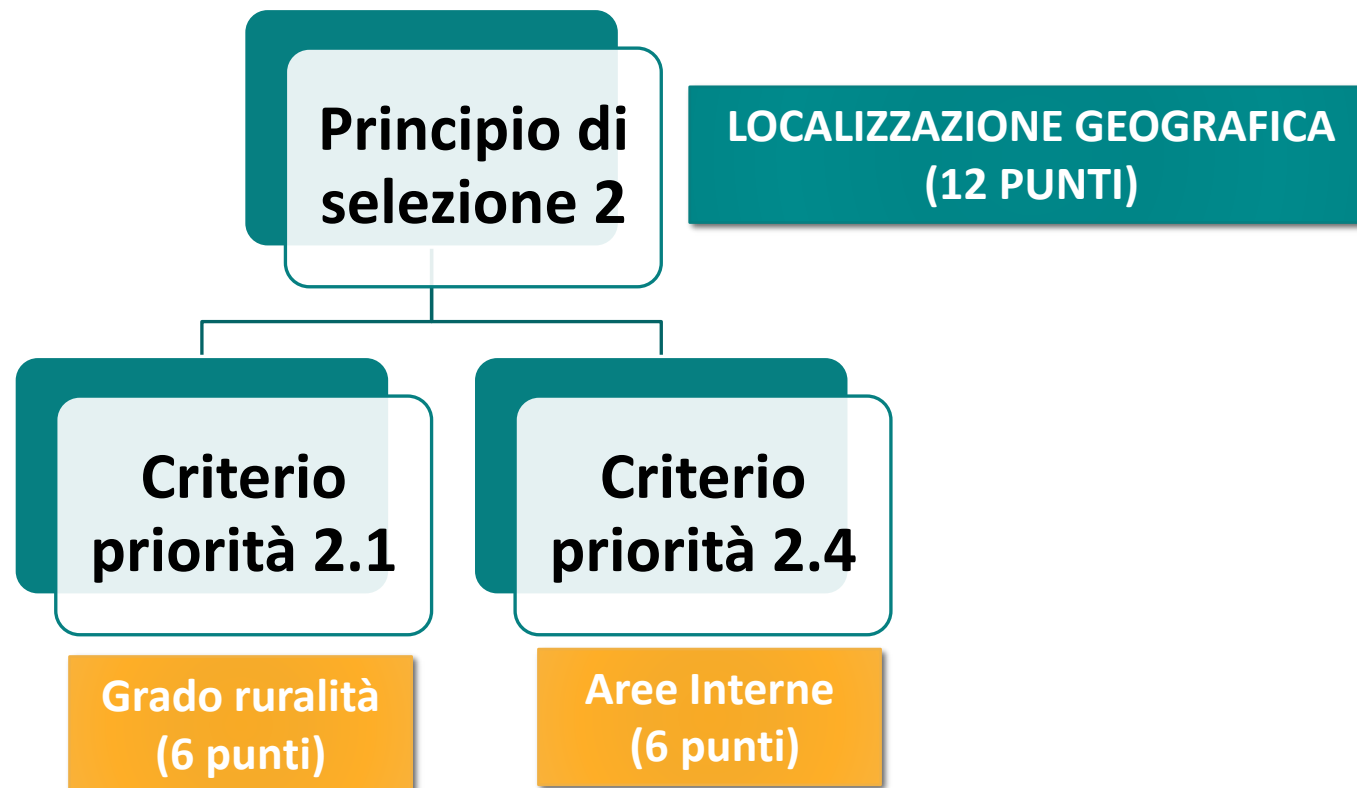 Principio di
selezione 2
LOCALIZZAZIONE GEOGRAFICA
(12 PUNTI)
Criterio
priorità 2.1
Criterio
priorità 2.4
Grado ruralità
(6 punti)
Aree Interne
(6 punti)